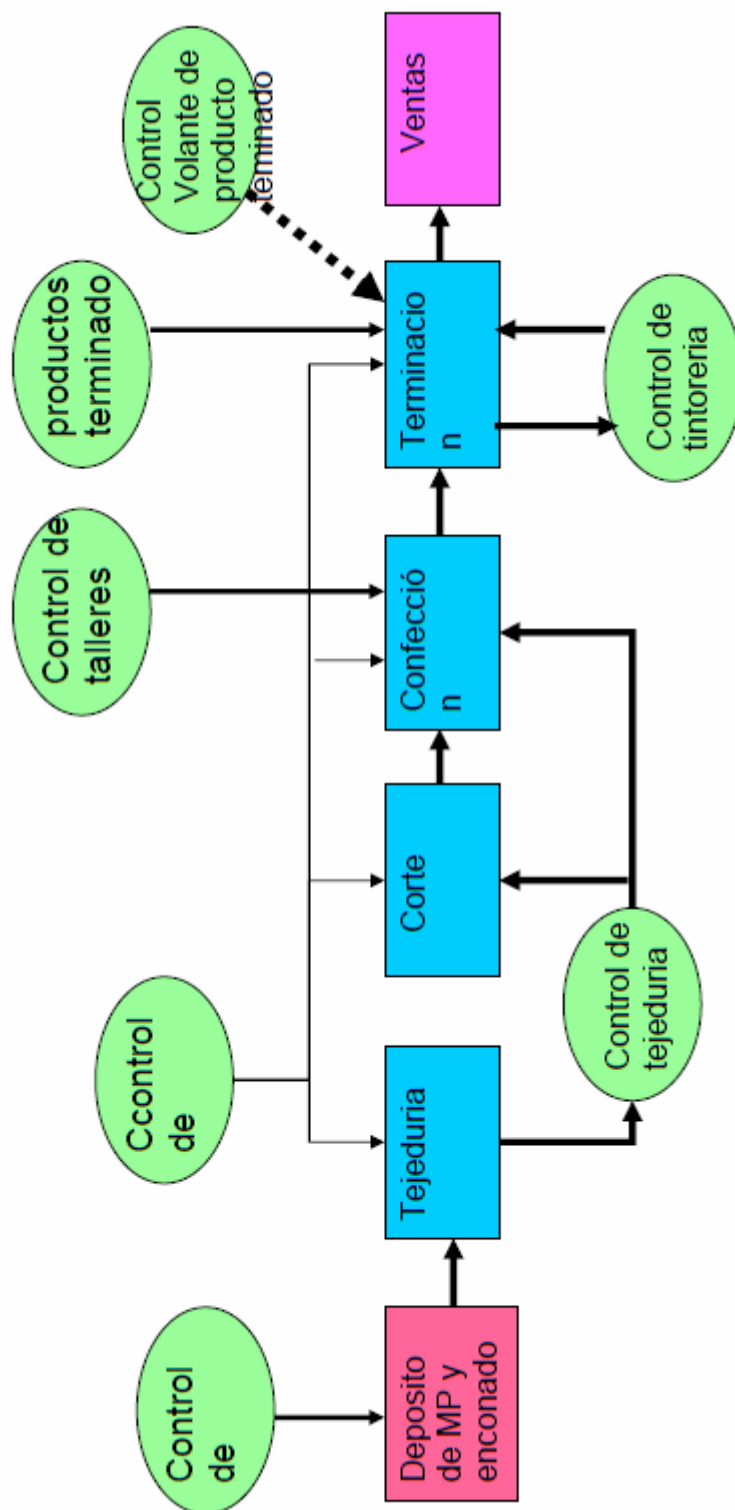 Control
de
Ccontrol
de
Control de
talleres
productos
terminado
Control
Volante de
producto
teminado
Deposito
de MP y
enconado
Tejeduria
Corte
Confecció
n
Terminacio
n
Ventas
Control de
tejeduria
Control de
tintoreria